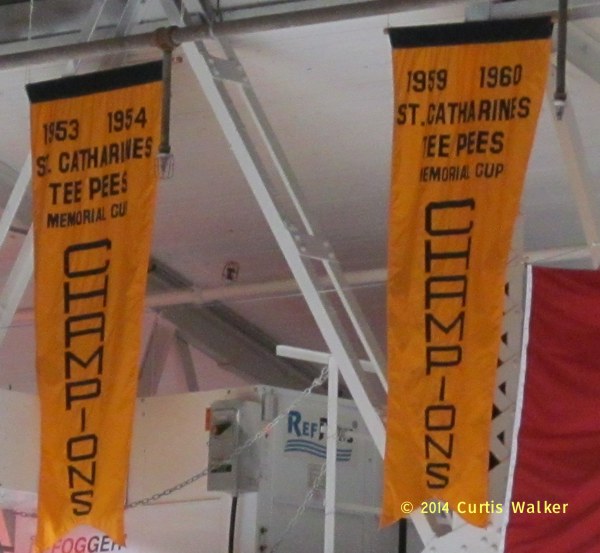 1953 1954
ST. CATHARINES
TEE PEES
MEMORIAL CUP
CHAMPIONS
1959 1960
ST. CATHARINES
TEE PEES
MEMORIAL CUP
CHAMPIONS
© 2014 Curtis Walker